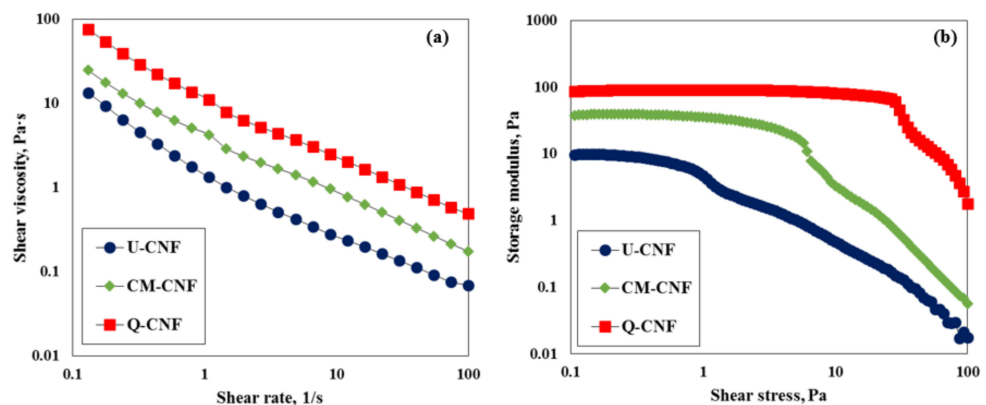 (a)
Shear viscosity, Pa·s
100
10
1
0.1
0.01
U-CNF
CM-CNF
Q-CNF
0.1
1
10
100
Shear rate, 1/s
(b)
Storage modulus, Pa
1000
100
10
1
0.1
0.01
U-CNF
CM-CNF
Q-CNF
0.1
1
10
100
Shear stress, Pa